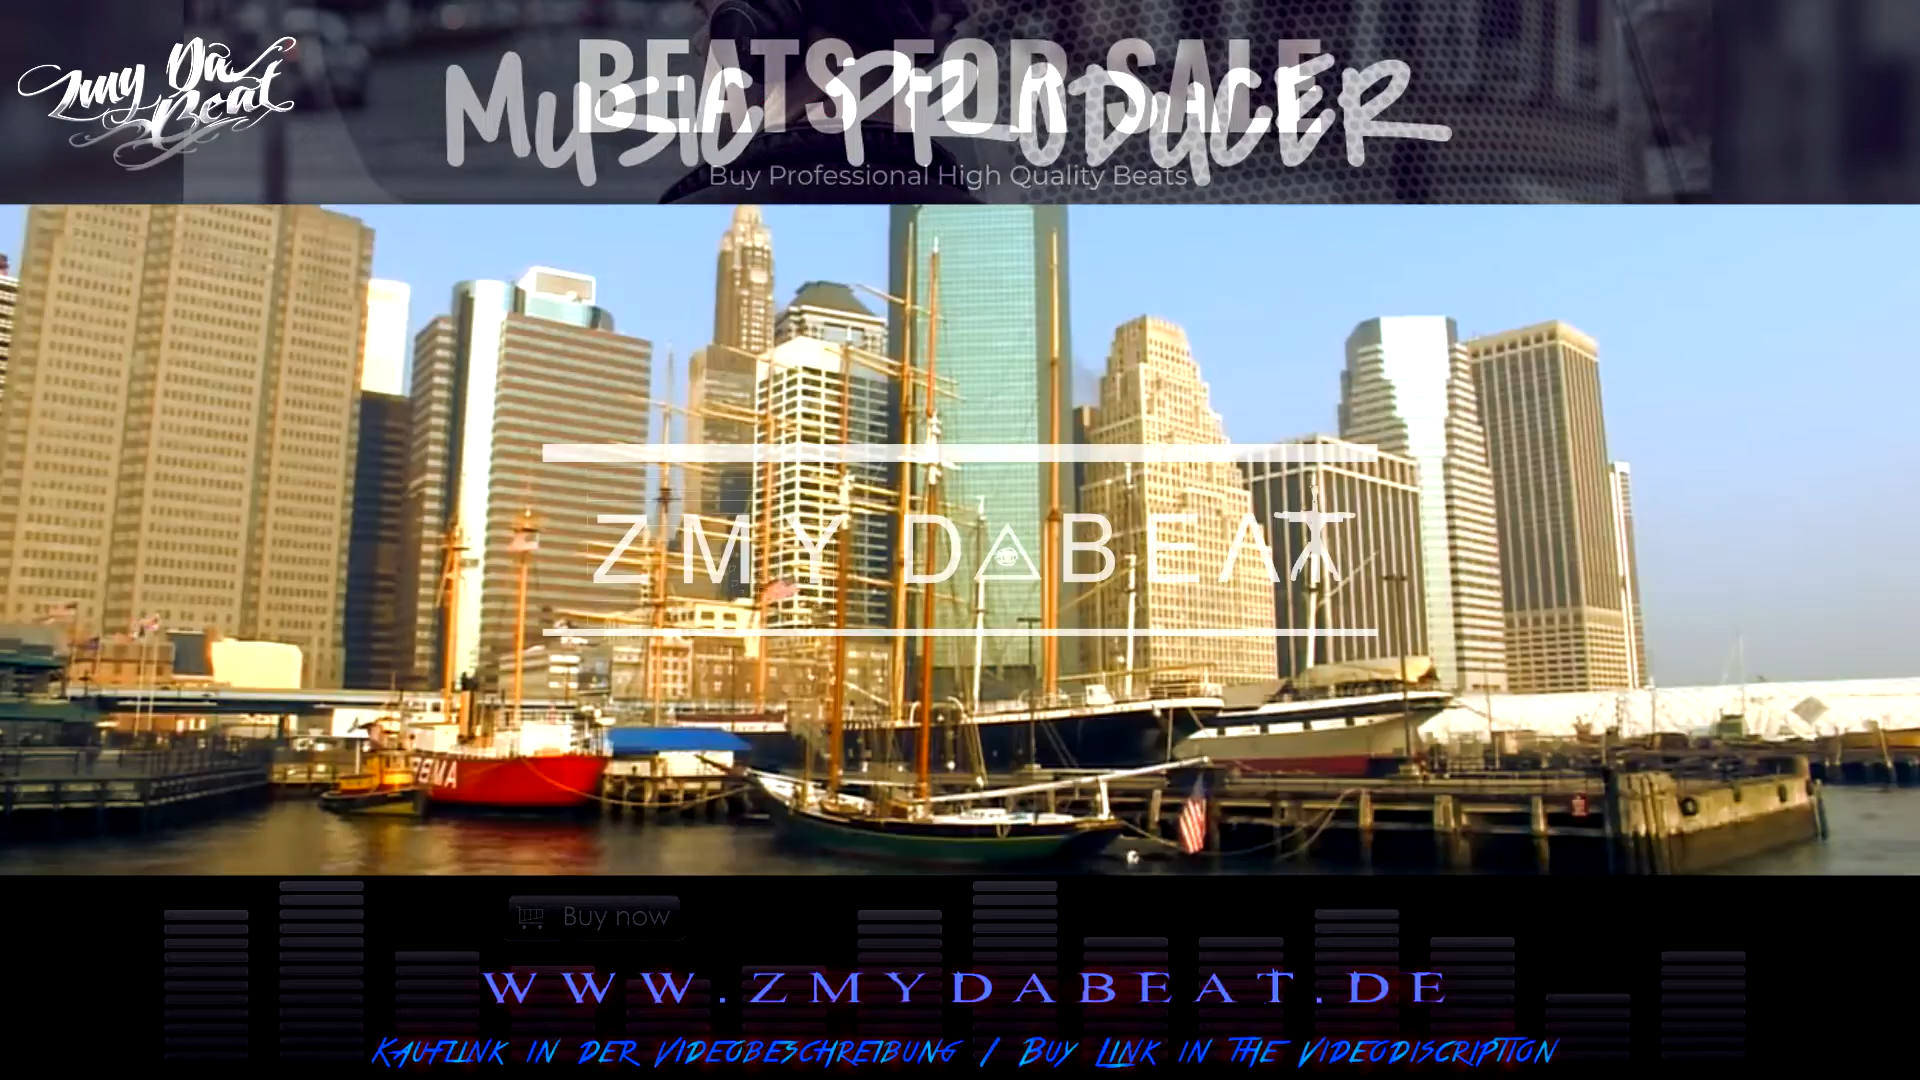 Zmy Da Beat
BEATS FOR SALE
MUSIC PRODUCER
Buy Professional High Quality Beats
ZMY DABEAT
Buy now
WWW.ZMYDABEAT.DE
KAUFLINK IN DER VIDEOBESCHREIBUNG / BUY LINK IN THE VIDEODISCRIPTION